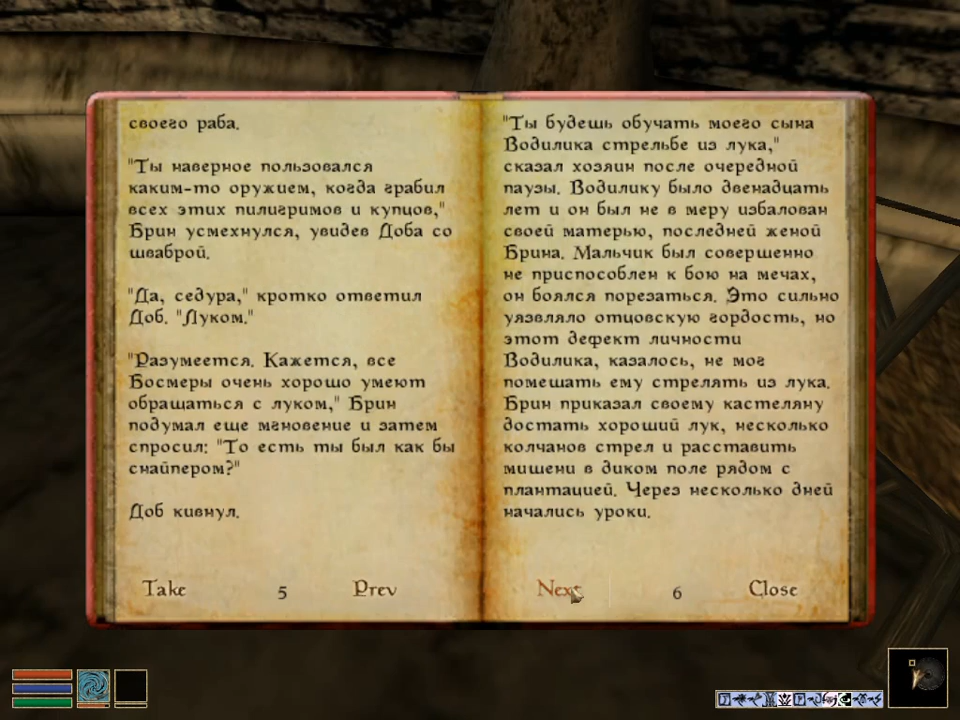 своего раба.
"Ты наверное пользовался
каким-то оружием, когда грабил
всех этих пилигримов и купцов,"
Брин усмехнулся, увидев Доба со
шваброй.
"Да, седура," кротко ответил
Доб. "Луком."
"Разумеется. Кажется, все
Босмеры очень хорошо умеют
обращаться с луком," Брин
подумал еще мгновение и затем
спросил: "То есть ты был как бы
снайпером?"
Доб кивнул.
Take 5 Prev
"Ты будешь обучать моего сына
Водилика стрельбе из лука,"
сказал хозяин после очередной
паузы. Водилику было двенадцать
лет и он был не в меру избалован
своей матерью, последней женой
Брина. Мальчик был совершенно
не приспособлен к бою на мечах,
он боялся порезаться. Это сильно
уязвляло отцовскую гордость, но
этот дефект личности
Водилика, казалось, не мог
помешать ему стрелять из лука.
Брин приказал своему кастеляну
достать хороший лук, несколько
колчанов стрел и расставить
мишени в диком поле рядом с
плантацией. Через несколько дней
начались уроки.
Next 6 Close